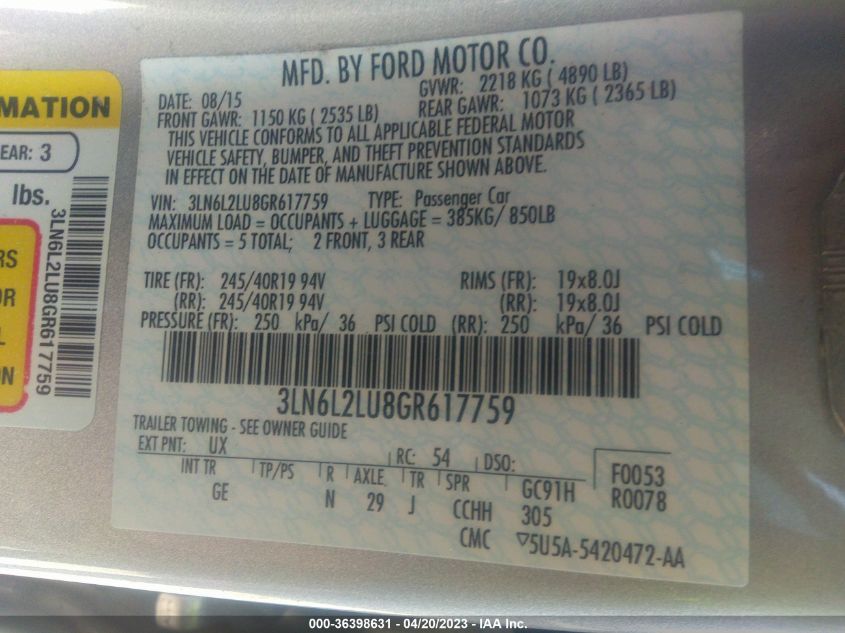 MFD. BY FORD MOTOR CO.
DATE: 08/15
GVWR: 2218 KG ( 4890 LB)
FRONT GAWR: 1150 KG ( 2535 LB)
REAR GAWR: 1073 KG ( 2365 LB)
THIS VEHICLE CONFORMS TO ALL APPLICABLE FEDERAL MOTOR
VEHICLE SAFETY, BUMPER, AND THEFT PREVENTION STANDARDS
IN EFFECT ON THE DATE OF MANUFACTURE SHOWN ABOVE.
VIN: 3LN6L2LU8GR617759 TYPE: Passenger Car
MAXIMUM LOAD = OCCUPANTS + LUGGAGE = 385KG/ 850LB
OCCUPANTS = 5 TOTAL; 2 FRONT, 3 REAR
TIRE (FR): 245/40R19 94V RIMS (FR): 19x8.0J
(RR): 245/40R19 94V (RR): 19x8.0J
PRESSURE (FR): 250 kPa/ 36 PSI COLD (RR): 250 kPa/ 36 PSI COLD
3LN6L2LU8GR617759
TRAILER TOWING - SEE OWNER GUIDE
EXT PNT: UX RC: 54 DSO:
INT TR TP/PS R AXLE TR SPR GC91H
GE N 29 J CCHH 305
F0053
R0078
CMC ▽5U5A-5420472-AA
MATION
EAR: 3
lbs.
3LN6L2LU8GR617759
RS
OR
L
ON
000-36398631 - 04/20/2023 - IAA Inc.